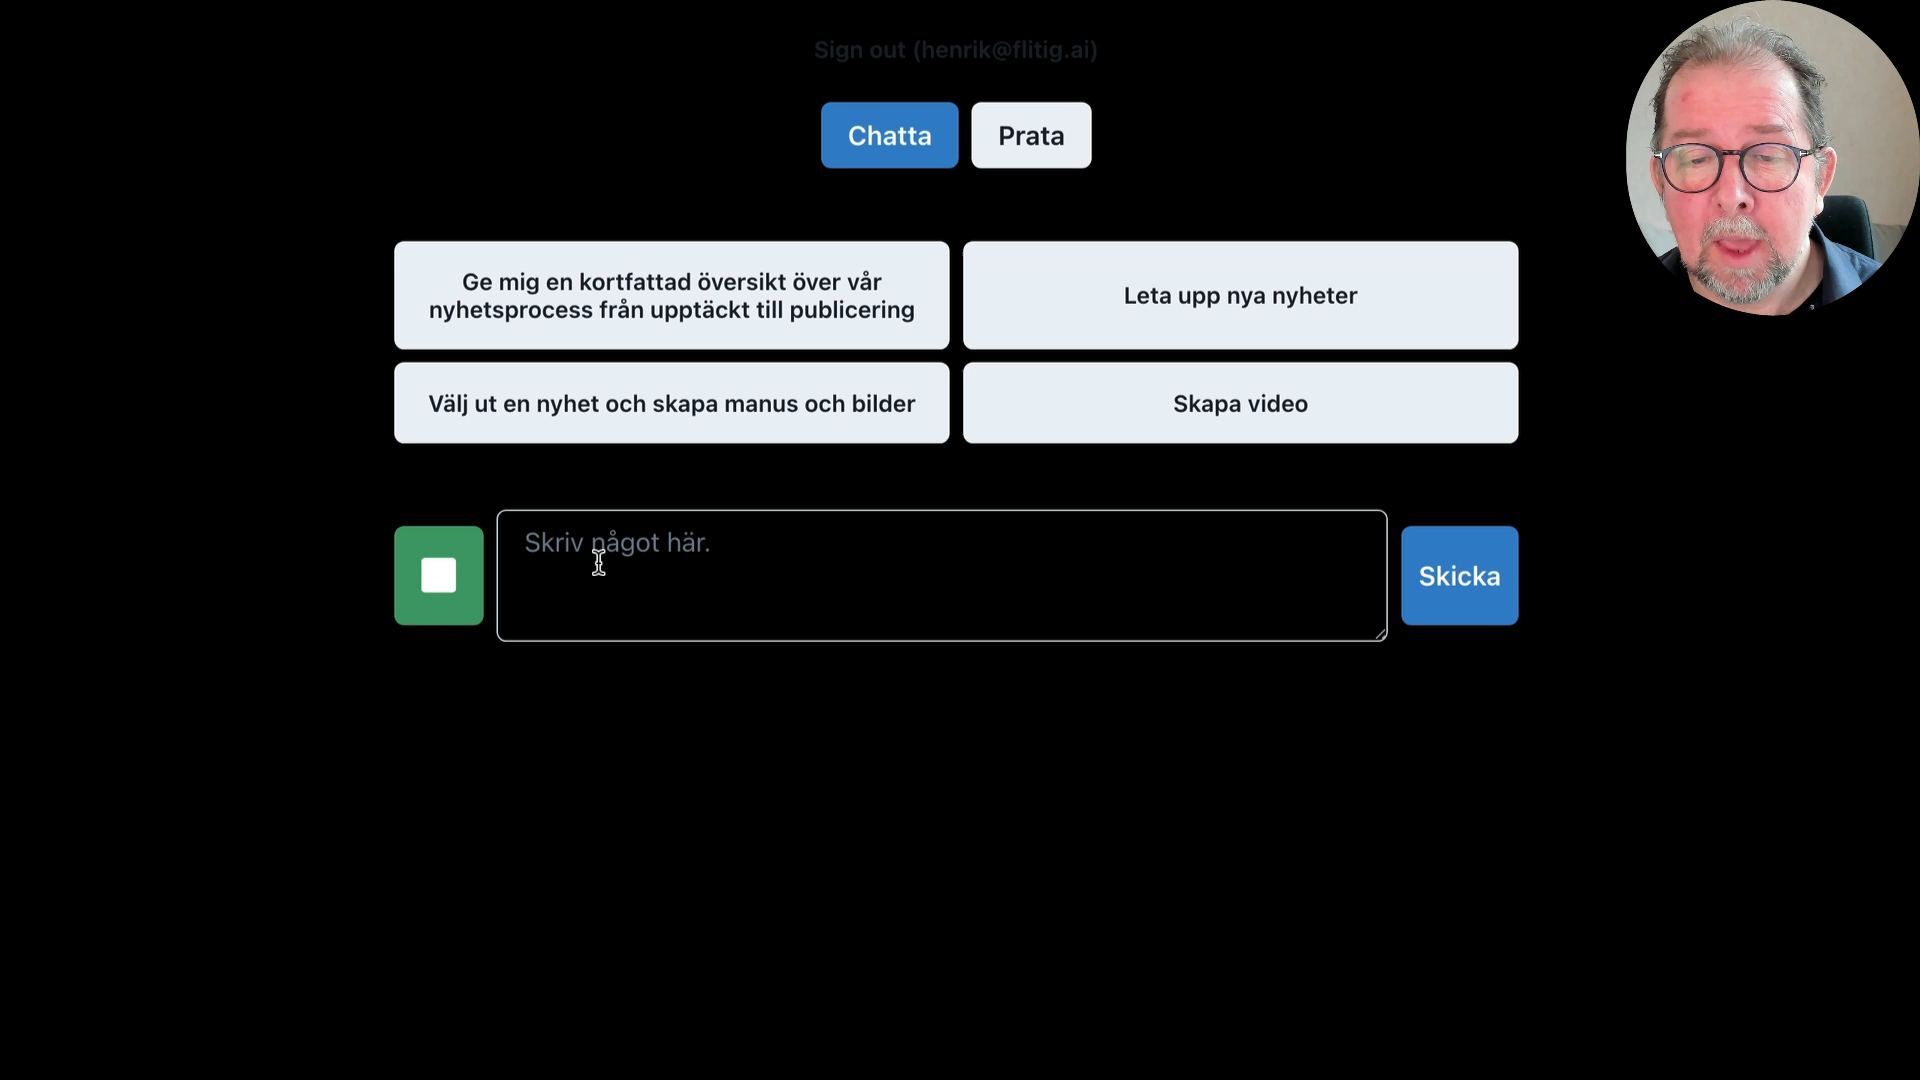 Sign out (henrik@flitig.ai)
Chatta
Prata
Ge mig en kortfattad översikt över vår
nyhetsprocess från upptäckt till publicering
Leta upp nya nyheter
Välj ut en nyhet och skapa manus och bilder
Skapa video
Skriv något här.
Skicka